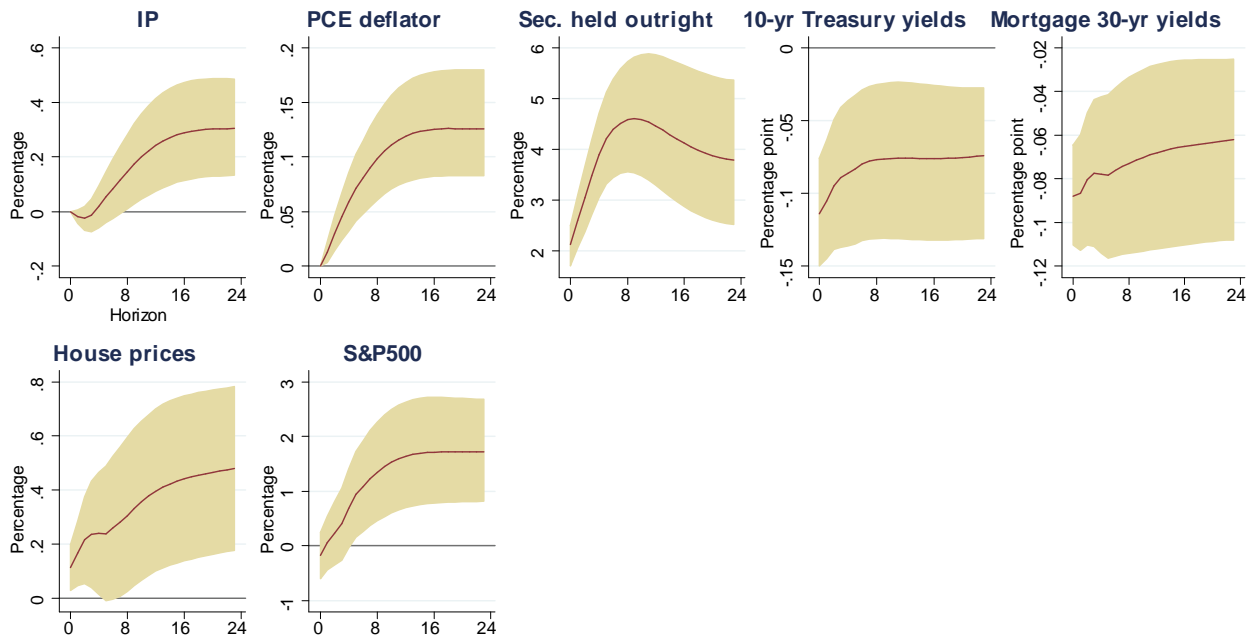 IP
PCE deflator
Sec. held outright
10-yr Treasury yields
Mortgage 30-yr yields
Percentage
.6
.4
.2
0
-.2
0 8 16 24
Horizon
Percentage
.2
.15
.1
.05
0
0 8 16 24
Percentage
6
5
4
3
2
0 8 16 24
Percentage point
0
-.05
-.1
-.15
0 8 16 24
Percentage point
-.02
-.04
-.06
-.08
-.1
-.12
0 8 16 24
House prices
S&P500
Percentage
.8
.6
.4
.2
0
0 8 16 24
Percentage
3
2
1
0
-1
0 8 16 24